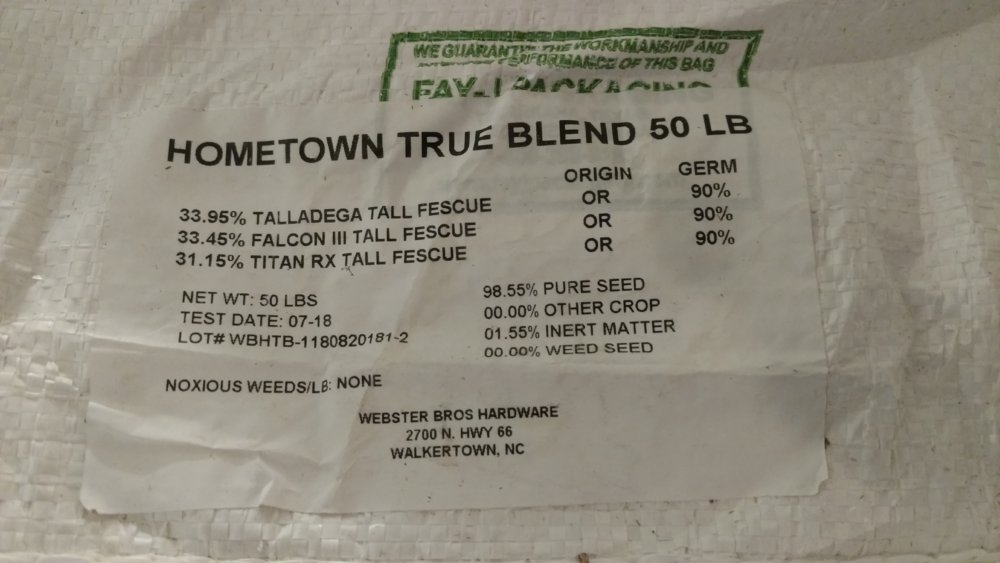 WE GUARANTY THE WORKMANSHIP AND
PERFORMANCE OF THIS BAG
HOMETOWN TRUE BLEND 50 LB
ORIGIN GERM
33.95% TALLADEGA TALL FESCUE OR 90%
33.45% FALCON III TALL FESCUE OR 90%
31.15% TITAN RX TALL FESCUE OR 90%
NET WT: 50 LBS 98.55% PURE SEED
TEST DATE: 07-18 00.00% OTHER CROP
LOT# WBHTB-1180820181-2 01.55% INERT MATTER
00.00% WEED SEED
NOXIOUS WEEDS/LB: NONE
WEBSTER BROS HARDWARE
2700 N. HWY 66
WALKERTOWN, NC